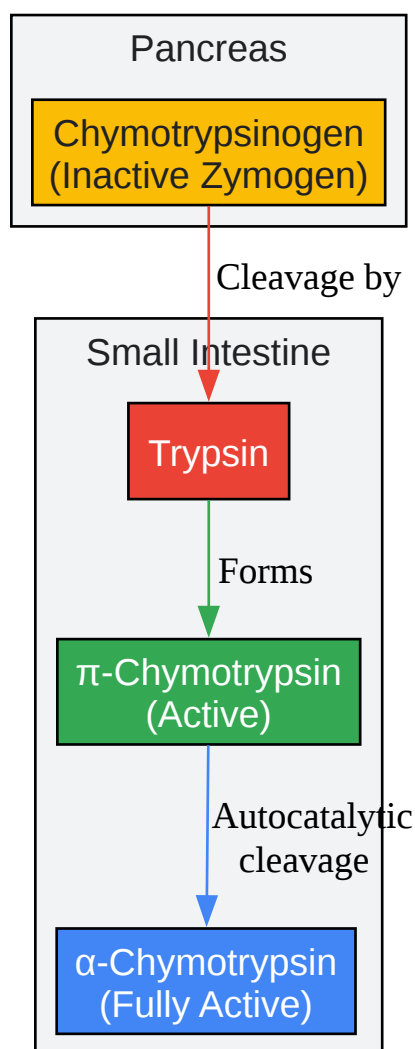 Pancreas
Chymotrypsinogen
(Inactive Zymogen)
Cleavage by
Small Intestine
Trypsin
Forms
π-Chymotrypsin
(Active)
Autocatalytic
cleavage
α-Chymotrypsin
(Fully Active)